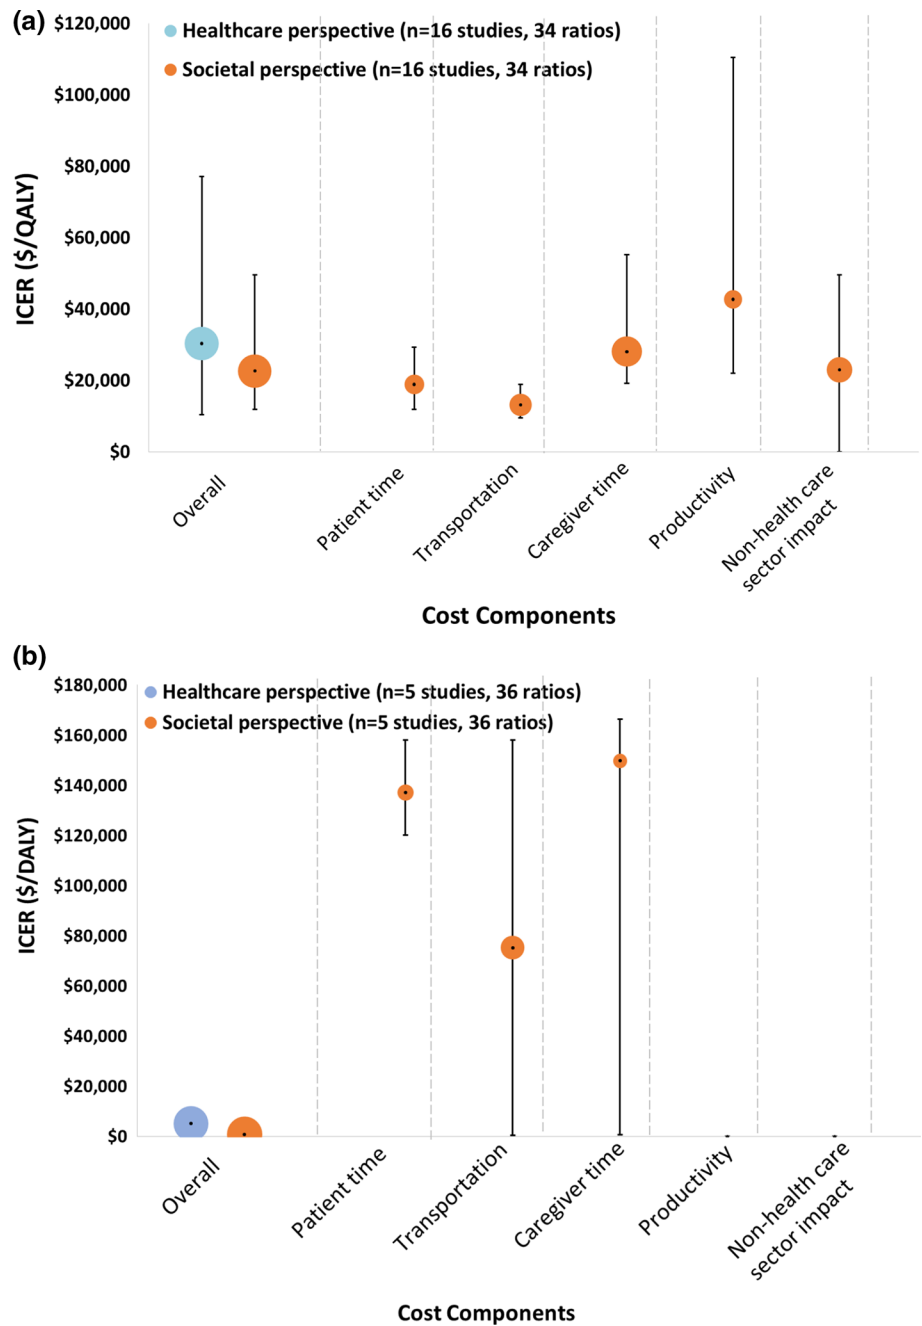 (a)
$120,000
$100,000
$80,000
$60,000
$40,000
$20,000
$0
ICER ($/QALY)
Healthcare perspective (n=16 studies, 34 ratios)
Societal perspective (n=16 studies, 34 ratios)
Overall
Patient time
Transportation
Caregiver time
Productivity
Non-health care
sector impact
Cost Components
(b)
$180,000
$160,000
$140,000
$120,000
$100,000
$80,000
$60,000
$40,000
$20,000
$0
ICER ($/DALY)
Healthcare perspective (n=5 studies, 36 ratios)
Societal perspective (n=5 studies, 36 ratios)
Overall
Patient time
Transportation
Caregiver time
Productivity
Non-health care
sector impact
Cost Components